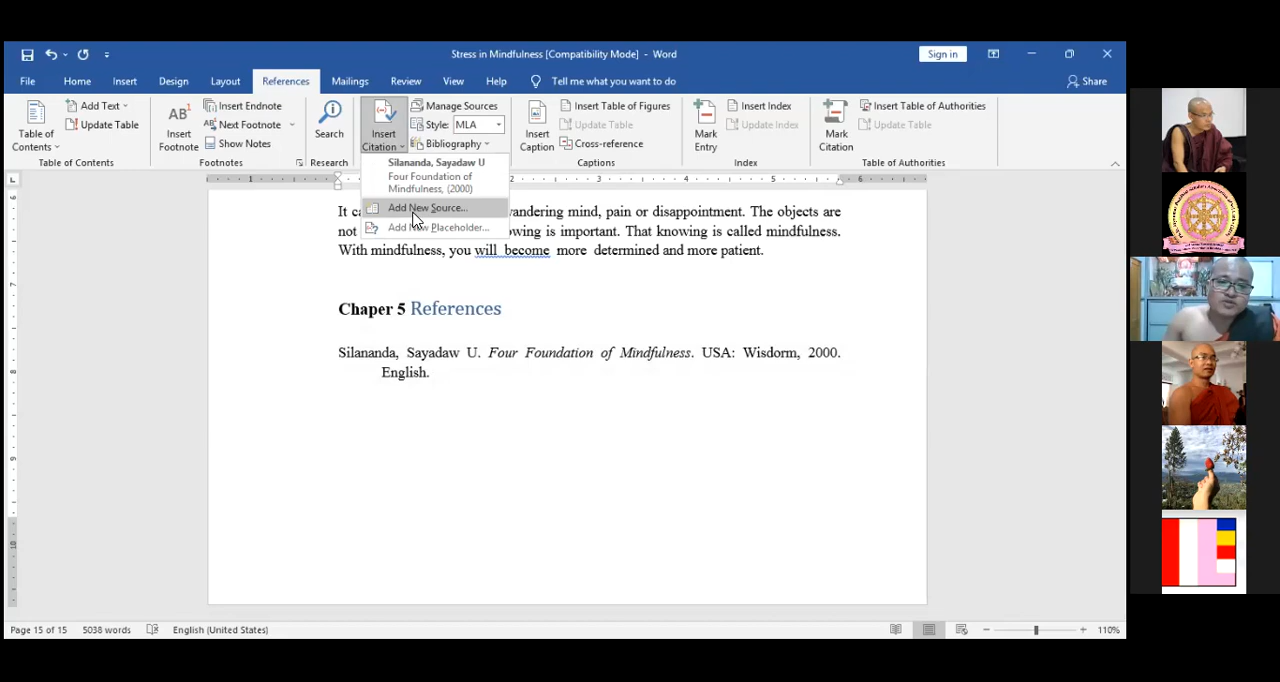 Stress in Mindfulness [Compatibility Mode] - Word
Sign in
File Home Insert Design Layout References Mailings Review View Help Tell me what you want to do Share
Table of Contents
Add Text
Update Table
Table of Contents
AB1
Insert Footnote
Insert Endnote
Next Footnote
Show Notes
Footnotes
Search
Research
Insert Citation
Manage Sources
Style: MLA
Bibliography
Silananda, Sayadaw U
Four Foundation of
Mindfulness, (2000)
Add New Source...
Add New Placeholder...
Insert Caption
Insert Table of Figures
Update Table
Cross-reference
Captions
Mark Entry
Insert Index
Update Index
Index
Mark Citation
Insert Table of Authorities
Update Table
Table of Authorities
It wandering mind, pain or disappointment. The objects are
not owing is important. That knowing is called mindfulness.
With mindfulness, you will become more determined and more patient.
Chaper 5 References
Silananda, Sayadaw U. Four Foundation of Mindfulness. USA: Wisdorm, 2000.
English.
Page 15 of 15 5038 words English (United States) 110%